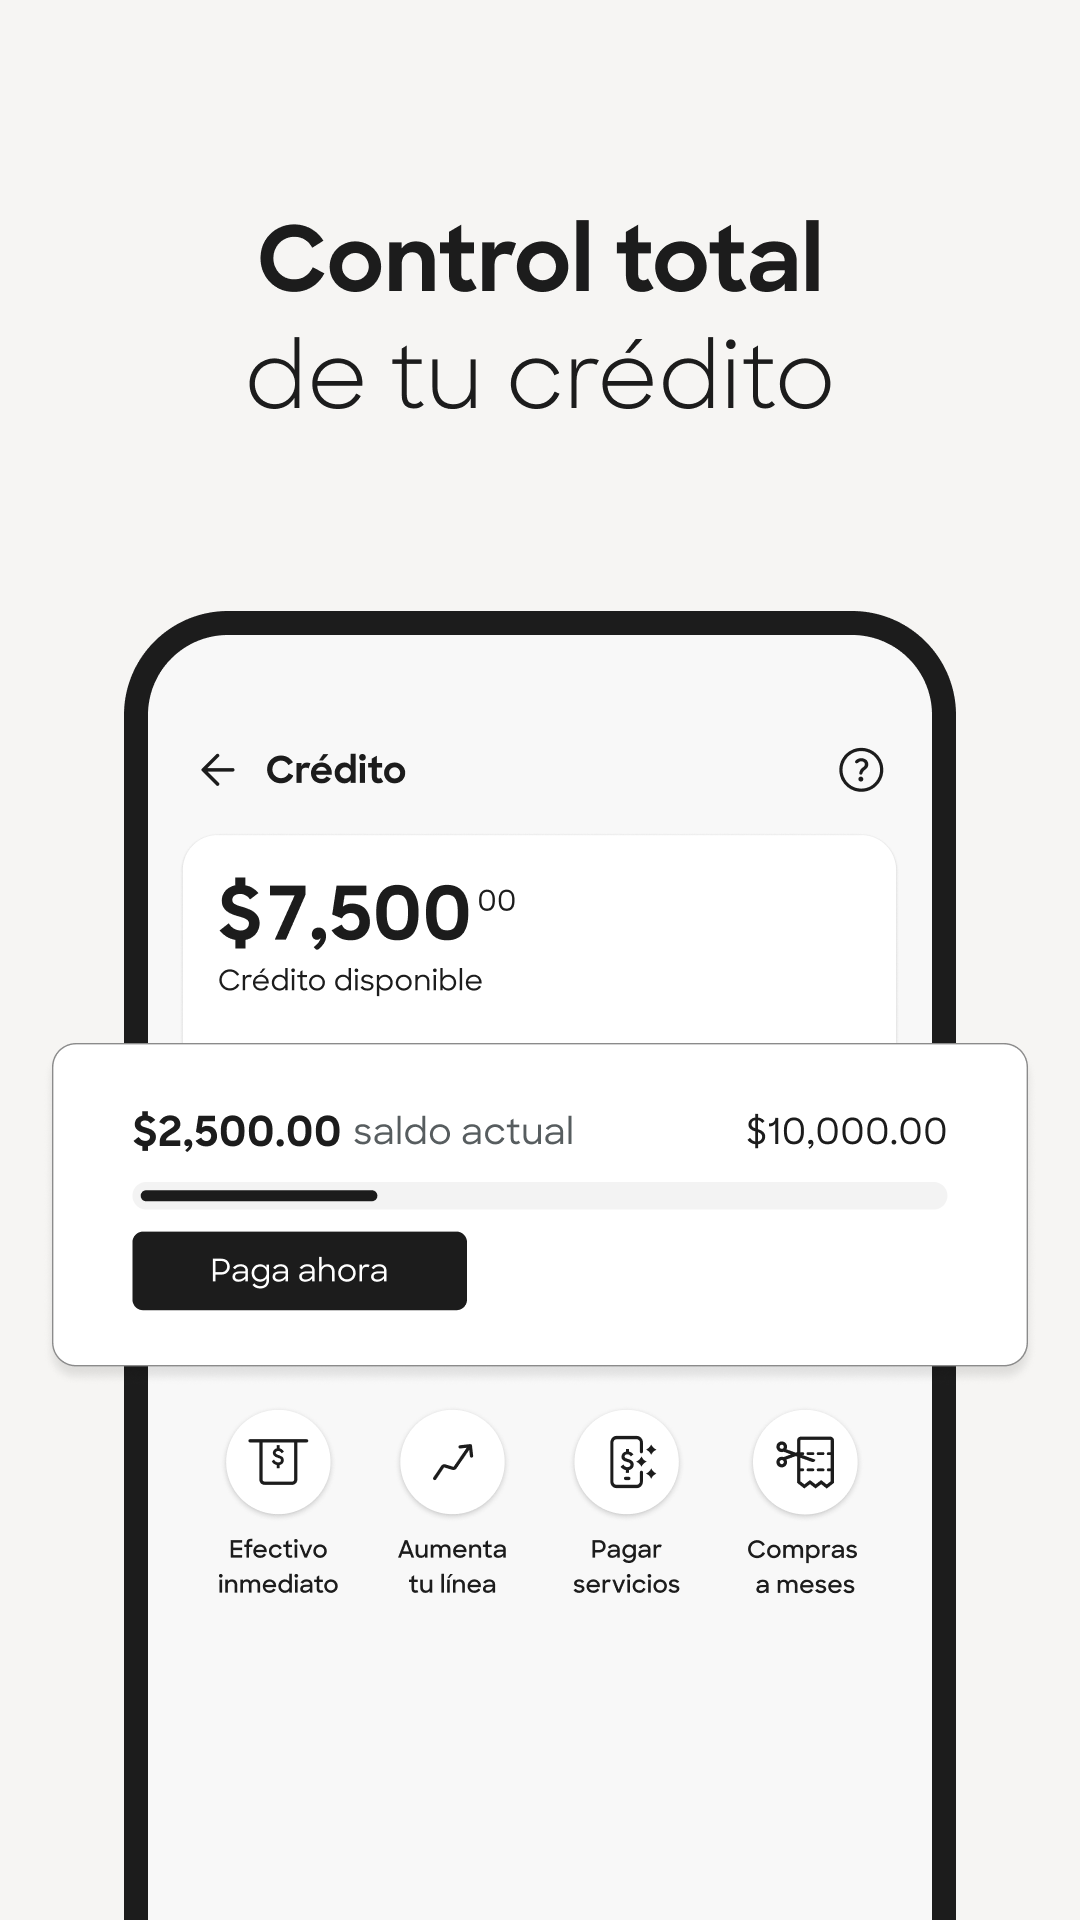 Control total
de tu crédito
Crédito
$7,500 00
Crédito disponible
$2,500.00 saldo actual $10,000.00
Paga ahora
Efectivo inmediato
Aumenta tu línea
Pagar servicios
Compras a meses